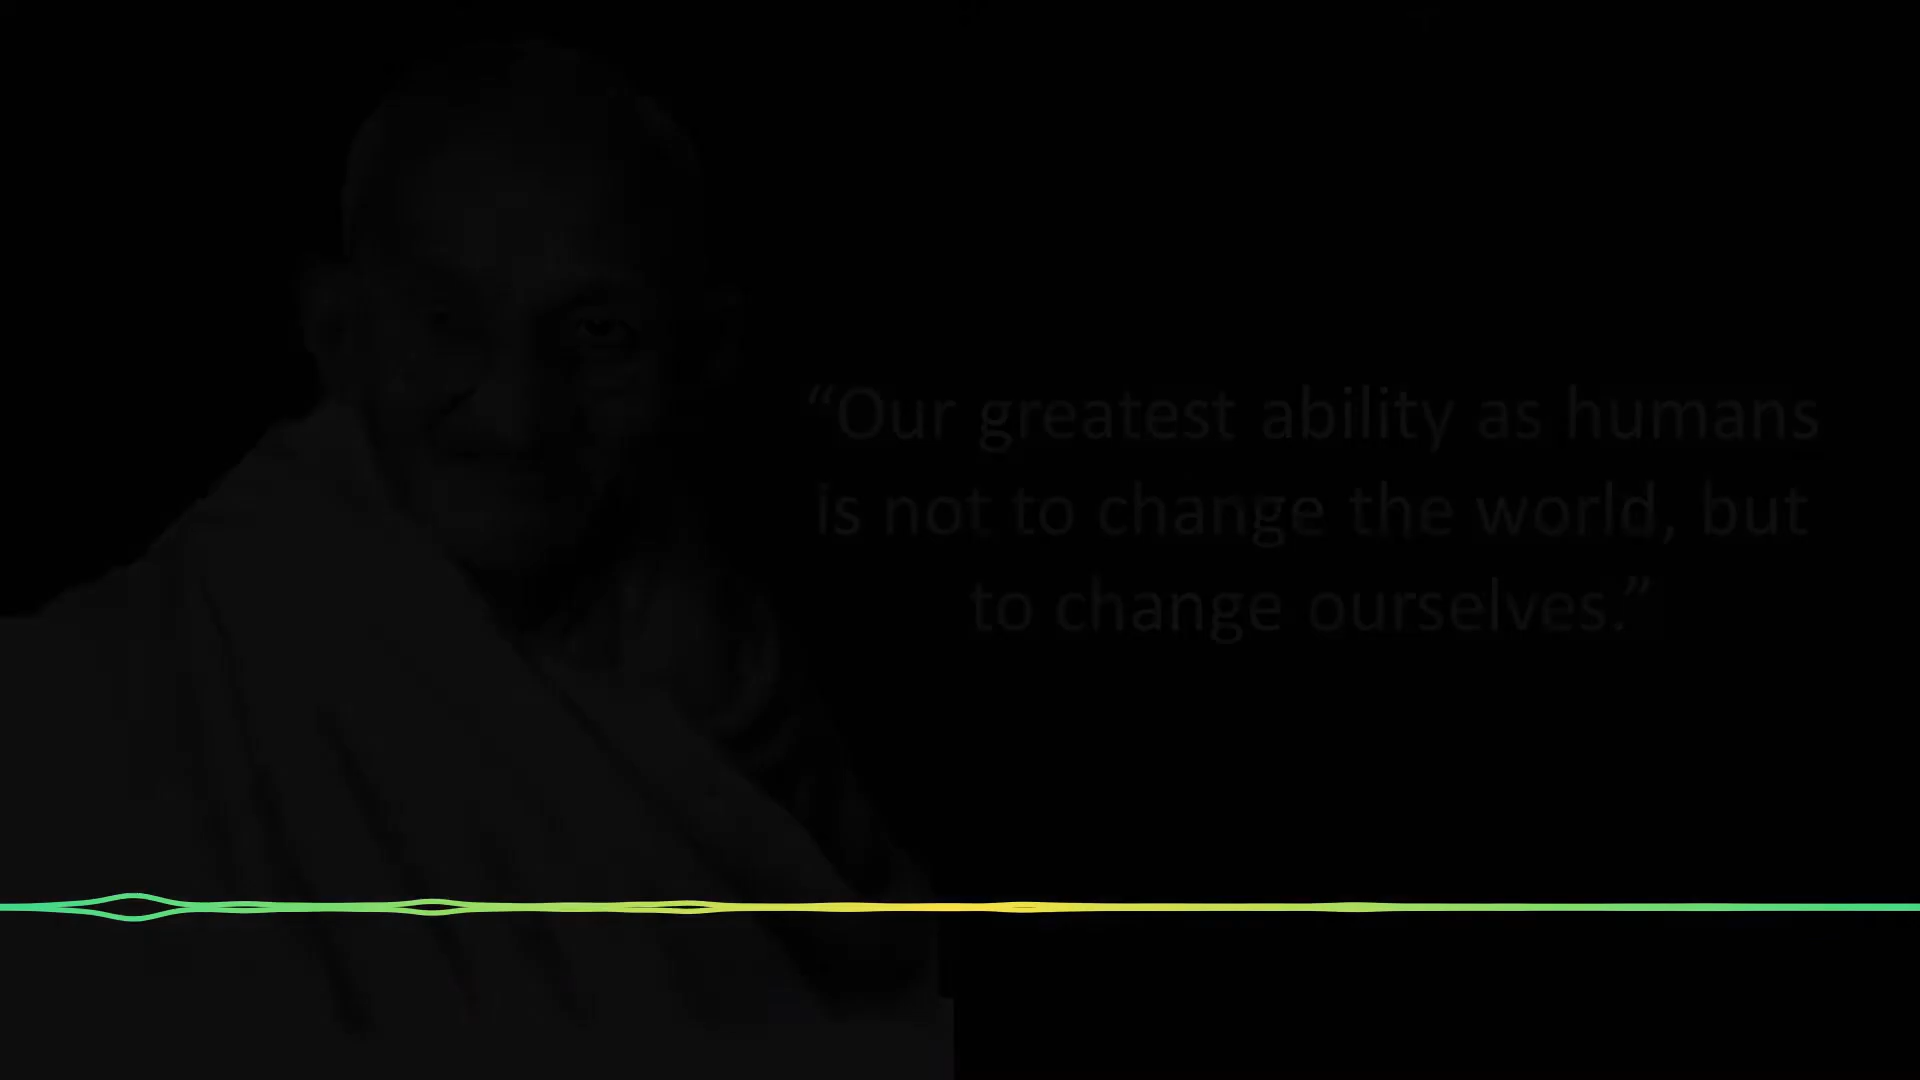 “Our greatest ability as humans
is not to change the world, but
to change ourselves.”